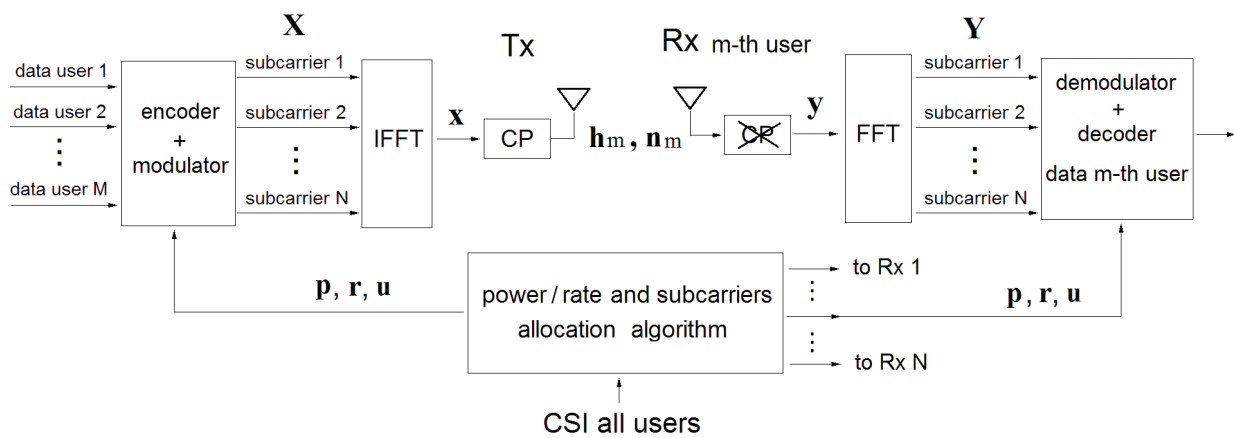 X
Tx
Rx m-th user
Y
data user 1
data user 2
data user M
encoder
+
modulator
subcarrier 1
subcarrier 2
subcarrier N
IFFT
x
CP
hm , nm
CP
y
FFT
subcarrier 1
subcarrier 2
subcarrier N
demodulator
+
decoder
data m-th user
p, r, u
power / rate and subcarriers
allocation algorithm
to Rx 1
to Rx N
p , r, u
CSI all users